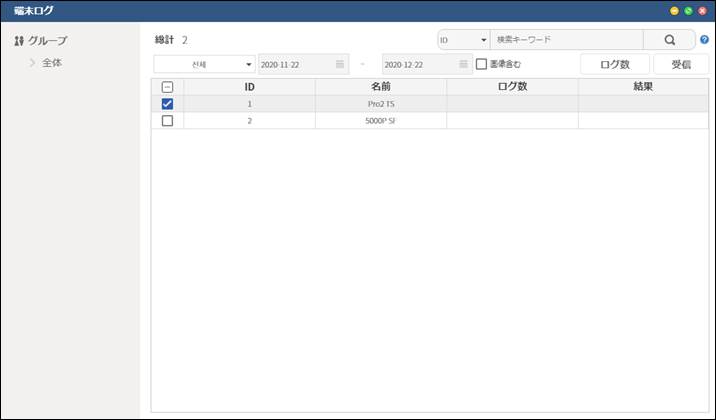 端末ログ
グループ
全体
総計 2
ID 検索キーワード
전체 2020-11-22 ~ 2020-12-22 画像含む ログ数 受信
ID 名前 ログ数 結果
1 Pro2 TS
2 5000P SF